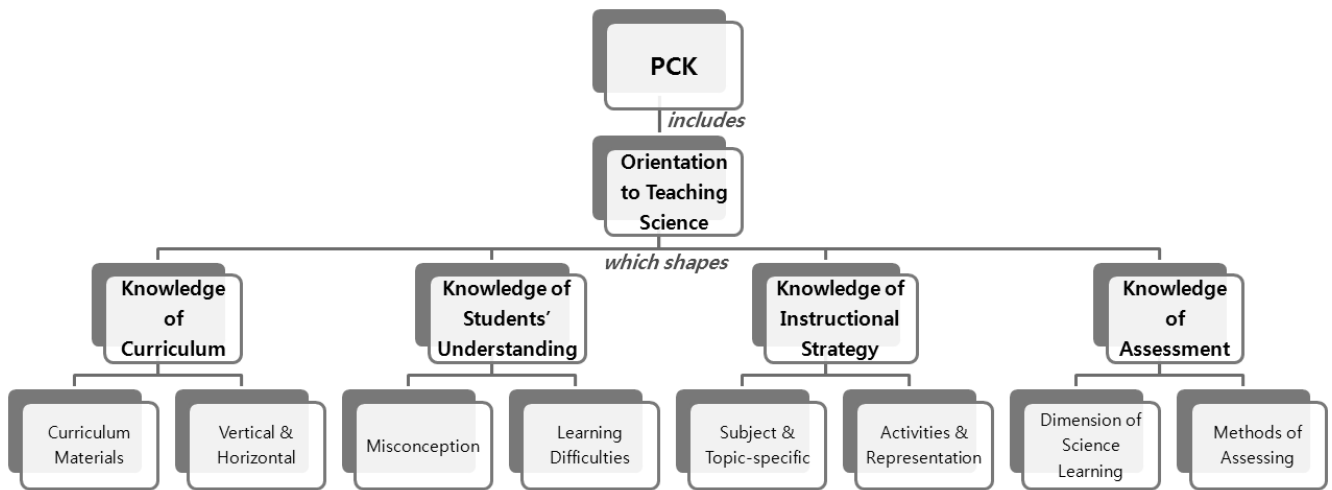 PCK
includes
Orientation
to Teaching
Science
which shapes
Knowledge
of
Curriculum
Knowledge of
Students’
Understanding
Knowledge of
Instructional
Strategy
Knowledge
of
Assessment
Curriculum
Materials
Vertical &
Horizontal
Misconception
Learning
Difficulties
Subject &
Topic-specific
Activities &
Representation
Dimension of
Science
Learning
Methods of
Assessing